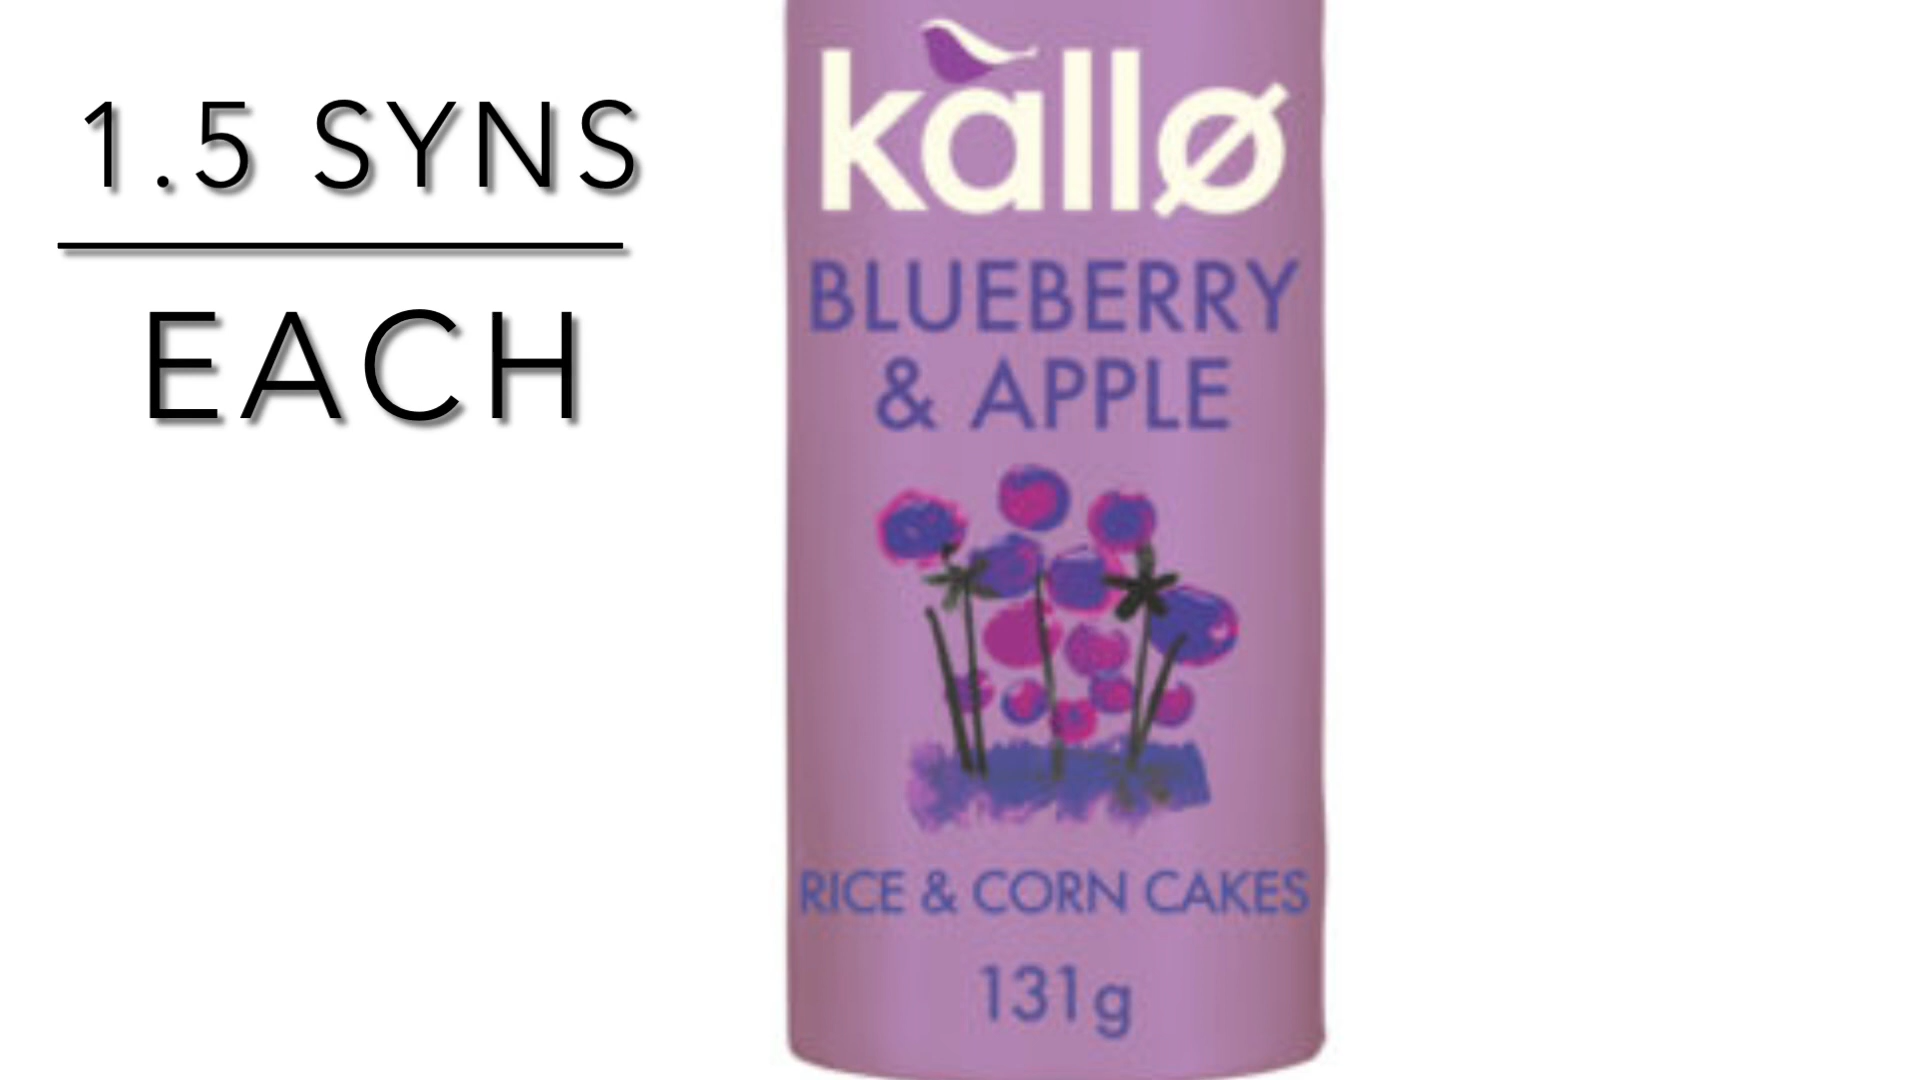 1.5 SYNS
EACH
kallø
BLUEBERRY
& APPLE
RICE & CORN CAKES
131g